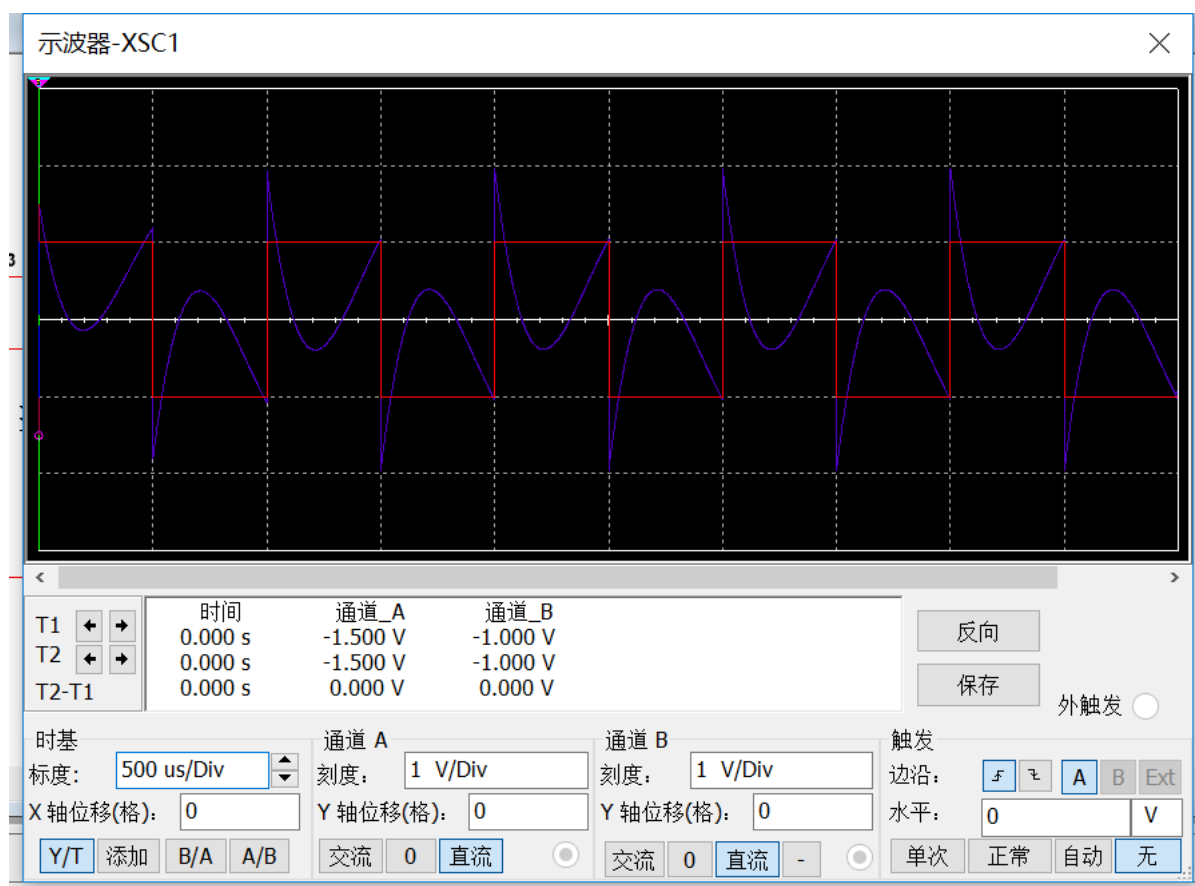 示波器-XSC1
3
时间 通道_A 通道_B
T1 0.000 s -1.500 V -1.000 V
T2 0.000 s -1.500 V -1.000 V
T2-T1 0.000 s 0.000 V 0.000 V
反向
保存
外触发
时基 通道 A 通道 B 触发
标度: 500 us/Div 刻度: 1 V/Div 刻度: 1 V/Div 边沿: A B Ext
X 轴位移(格): 0 Y 轴位移(格): 0 Y 轴位移(格): 0 水平: 0 V
Y/T 添加 B/A A/B 交流 0 直流 交流 0 直流 - 单次 正常 自动 无